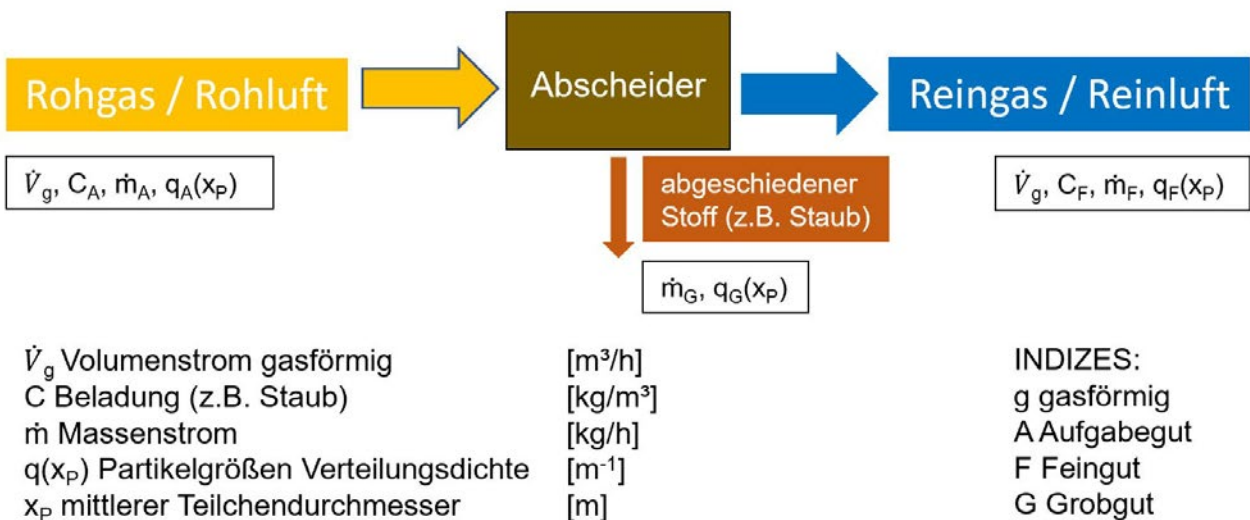 Rohgas / Rohluft
Abscheider
Reingas / Reinluft
V̇g, CA, ṁA, qA(xP)
abgeschiedener
Stoff (z.B. Staub)
V̇g, CF, ṁF, qF(xP)
ṁG, qG(xP)
V̇g Volumenstrom gasförmig [m³/h]
C Beladung (z.B. Staub) [kg/m³]
ṁ Massenstrom [kg/h]
q(xP) Partikelgrößen Verteilungsdichte [m⁻¹]
xP mittlerer Teilchendurchmesser [m]
INDIZES:
g gasförmig
A Aufgabegut
F Feingut
G Grobgut